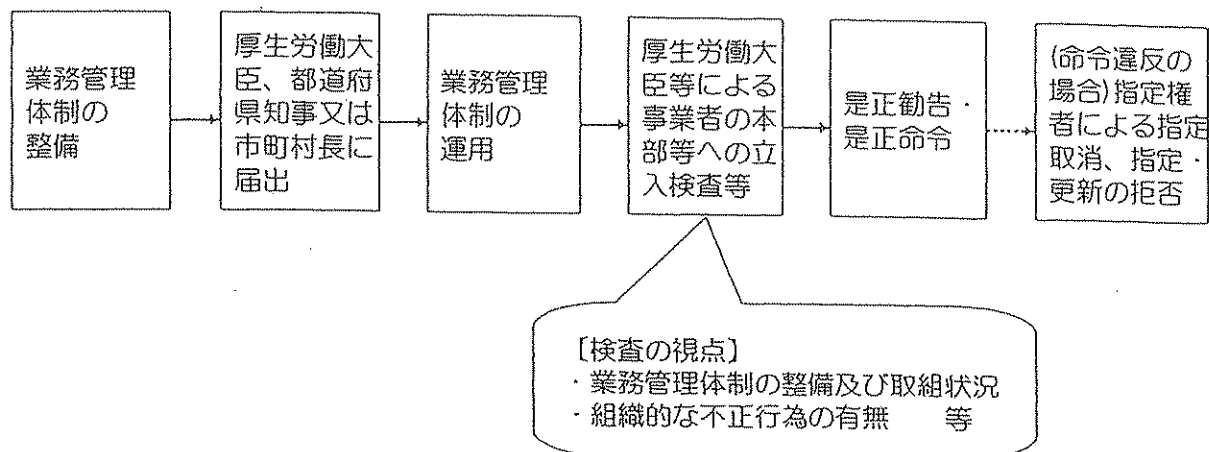 業務管理
体制の
整備
厚生労働大
臣、都道府
県知事又は
市町村長に
届出
業務管理
体制の
運用
厚生労働大
臣等による
事業者の本
部等への立
入検査等
是正勧告・
是正命令
(命令違反の
場合)指定権
者による指定
取消、指定・
更新の拒否
［検査の視点］
・業務管理体制の整備及び取組状況
・組織的な不正行為の有無　　等